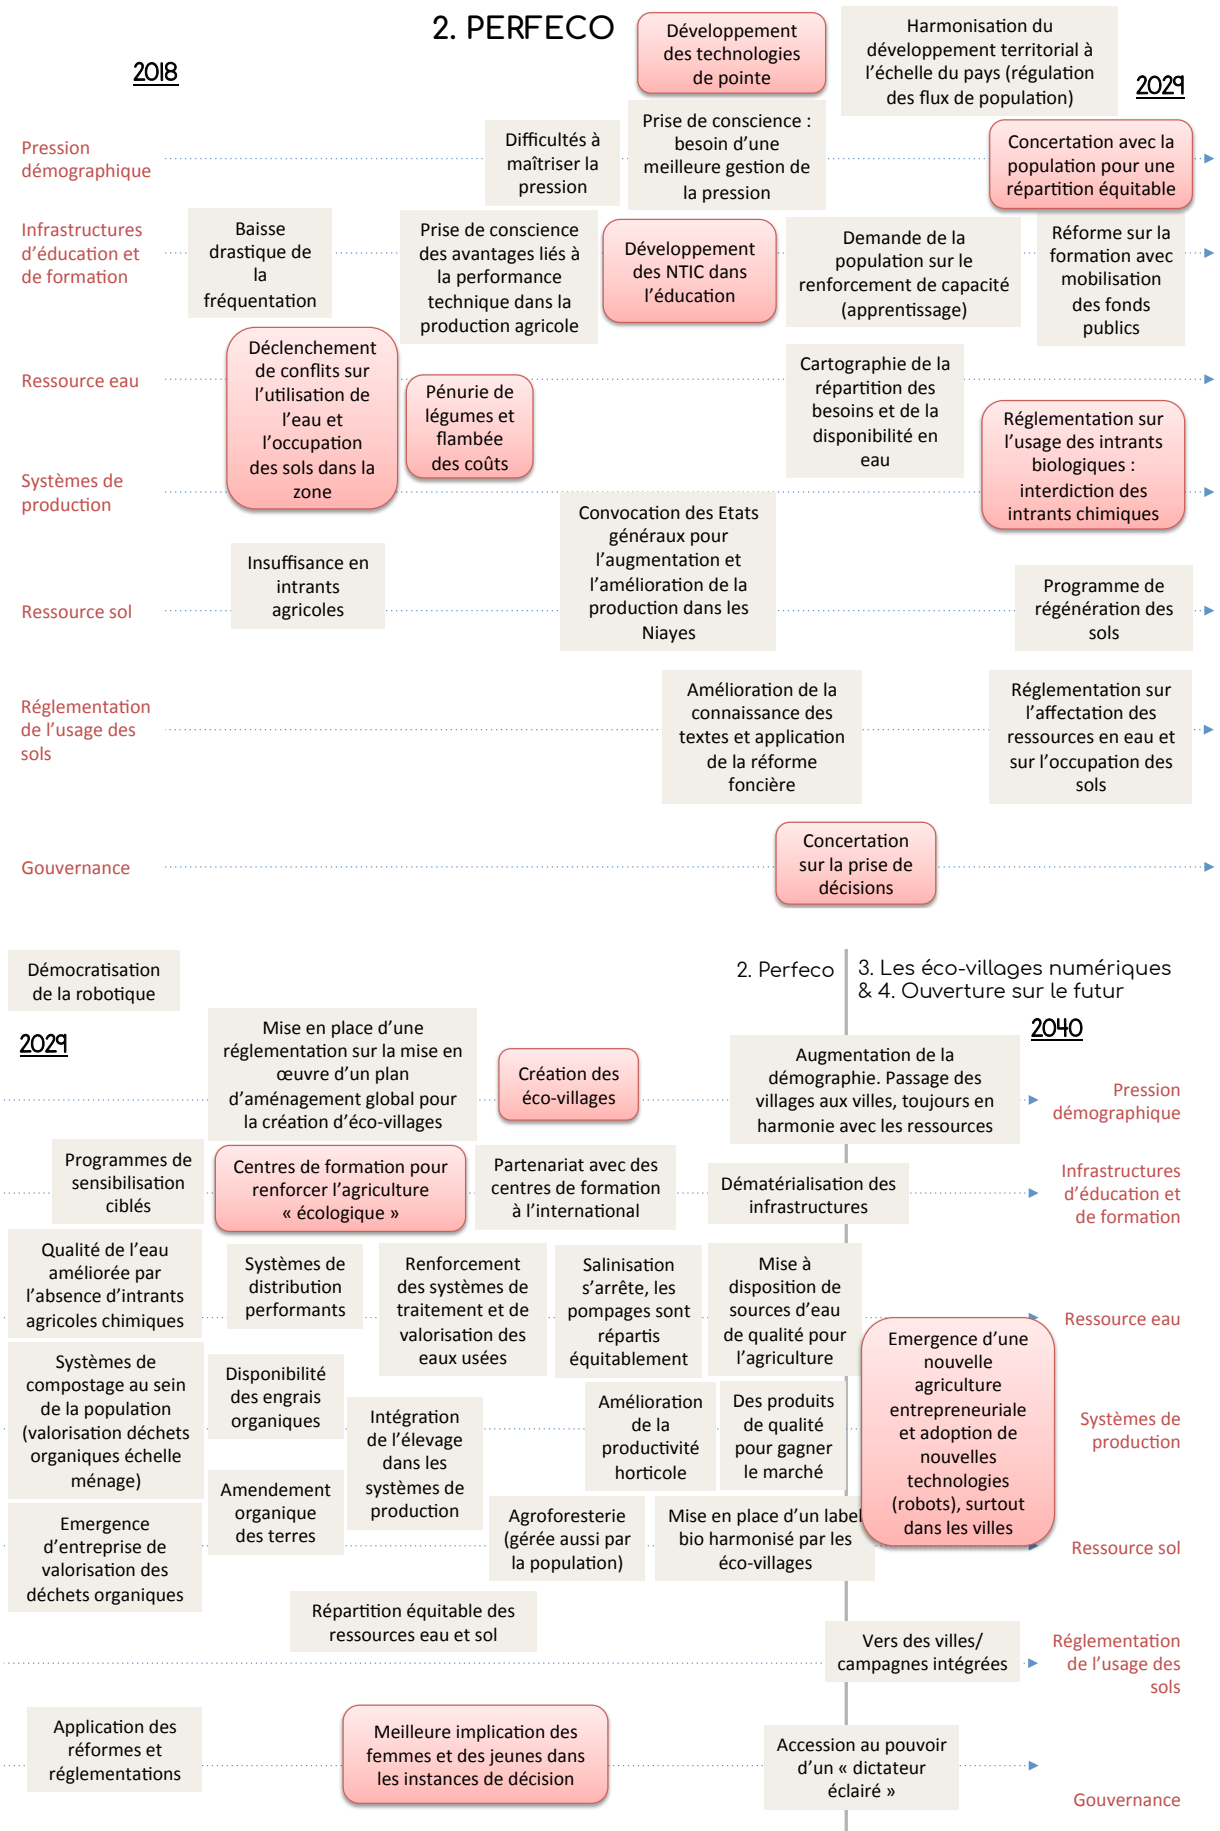 2. PERFECO
2018
2029
Développement
des technologies
de pointe
Harmonisation du
développement territorial à
l’échelle du pays (régulation
des flux de population)
Pression
démographique
Difficultés à
maîtriser la
pression
Prise de conscience :
besoin d’une
meilleure gestion de
la pression
Concertation avec la
population pour une
répartition équitable
Infrastructures
d’éducation et
de formation
Baisse
drastique de
la
fréquentation
Prise de conscience
des avantages liés à
la performance
technique dans la
production agricole
Développement
des NTIC dans
l’éducation
Demande de la
population sur le
renforcement de capacité
(apprentissage)
Réforme sur la
formation avec
mobilisation
des fonds
publics
Ressource eau
Déclenchement
de conflits sur
l’utilisation de
l’eau et
l’occupation
des sols dans la
zone
Pénurie de
légumes et
flambée
des coûts
Cartographie de la
répartition des
besoins et de la
disponibilité en
eau
Réglementation sur
l’usage des intrants
biologiques :
interdiction des
intrants chimiques
Systèmes de
production
Convocation des Etats
généraux pour
l’augmentation et
l’amélioration de la
production dans les
Niayes
Ressource sol
Insuffisance en
intrants
agricoles
Programme de
régénération des
sols
Réglementation
de l’usage des
sols
Amélioration de la
connaissance des
textes et application
de la réforme
foncière
Réglementation sur
l’affectation des
ressources en eau et
sur l’occupation des
sols
Gouvernance
Concertation
sur la prise de
décisions
Démocratisation
de la robotique
2. Perfeco
3. Les éco-villages numériques
& 4. Ouverture sur le futur
2029
2040
Mise en place d’une
réglementation sur la mise en
œuvre d’un plan
d’aménagement global pour
la création d’éco-villages
Création des
éco-villages
Augmentation de la
démographie. Passage des
villages aux villes, toujours en
harmonie avec les ressources
Pression
démographique
Programmes de
sensibilisation
ciblés
Centres de formation pour
renforcer l’agriculture
« écologique »
Partenariat avec des
centres de formation
à l’international
Dématérialisation des
infrastructures
Infrastructures
d’éducation et
de formation
Qualité de l’eau
améliorée par
l’absence d’intrants
agricoles chimiques
Systèmes de
distribution
performants
Renforcement
des systèmes de
traitement et de
valorisation des
eaux usées
Salinisation
s’arrête, les
pompages sont
répartis
équitablement
Mise à
disposition de
sources d’eau
de qualité pour
l’agriculture
Ressource eau
Emergence d’une
nouvelle
agriculture
entrepreneuriale
et adoption de
nouvelles
technologies
(robots), surtout
dans les villes
Systèmes de
compostage au sein
de la population
(valorisation déchets
organiques échelle
ménage)
Disponibilité
des engrais
organiques
Intégration
de l’élevage
dans les
systèmes de
production
Amélioration
de la
productivité
horticole
Des produits
de qualité
pour gagner
le marché
Systèmes de
production
Emergence
d’entreprise de
valorisation des
déchets organiques
Amendement
organique
des terres
Agroforesterie
(gérée aussi par
la population)
Mise en place d’un label
bio harmonisé par les
éco-villages
Ressource sol
Répartition équitable des
ressources eau et sol
Vers des villes/
campagnes intégrées
Réglementation
de l’usage des
sols
Application des
réformes et
réglementations
Meilleure implication des
femmes et des jeunes dans
les instances de décision
Accession au pouvoir
d’un « dictateur
éclairé »
Gouvernance